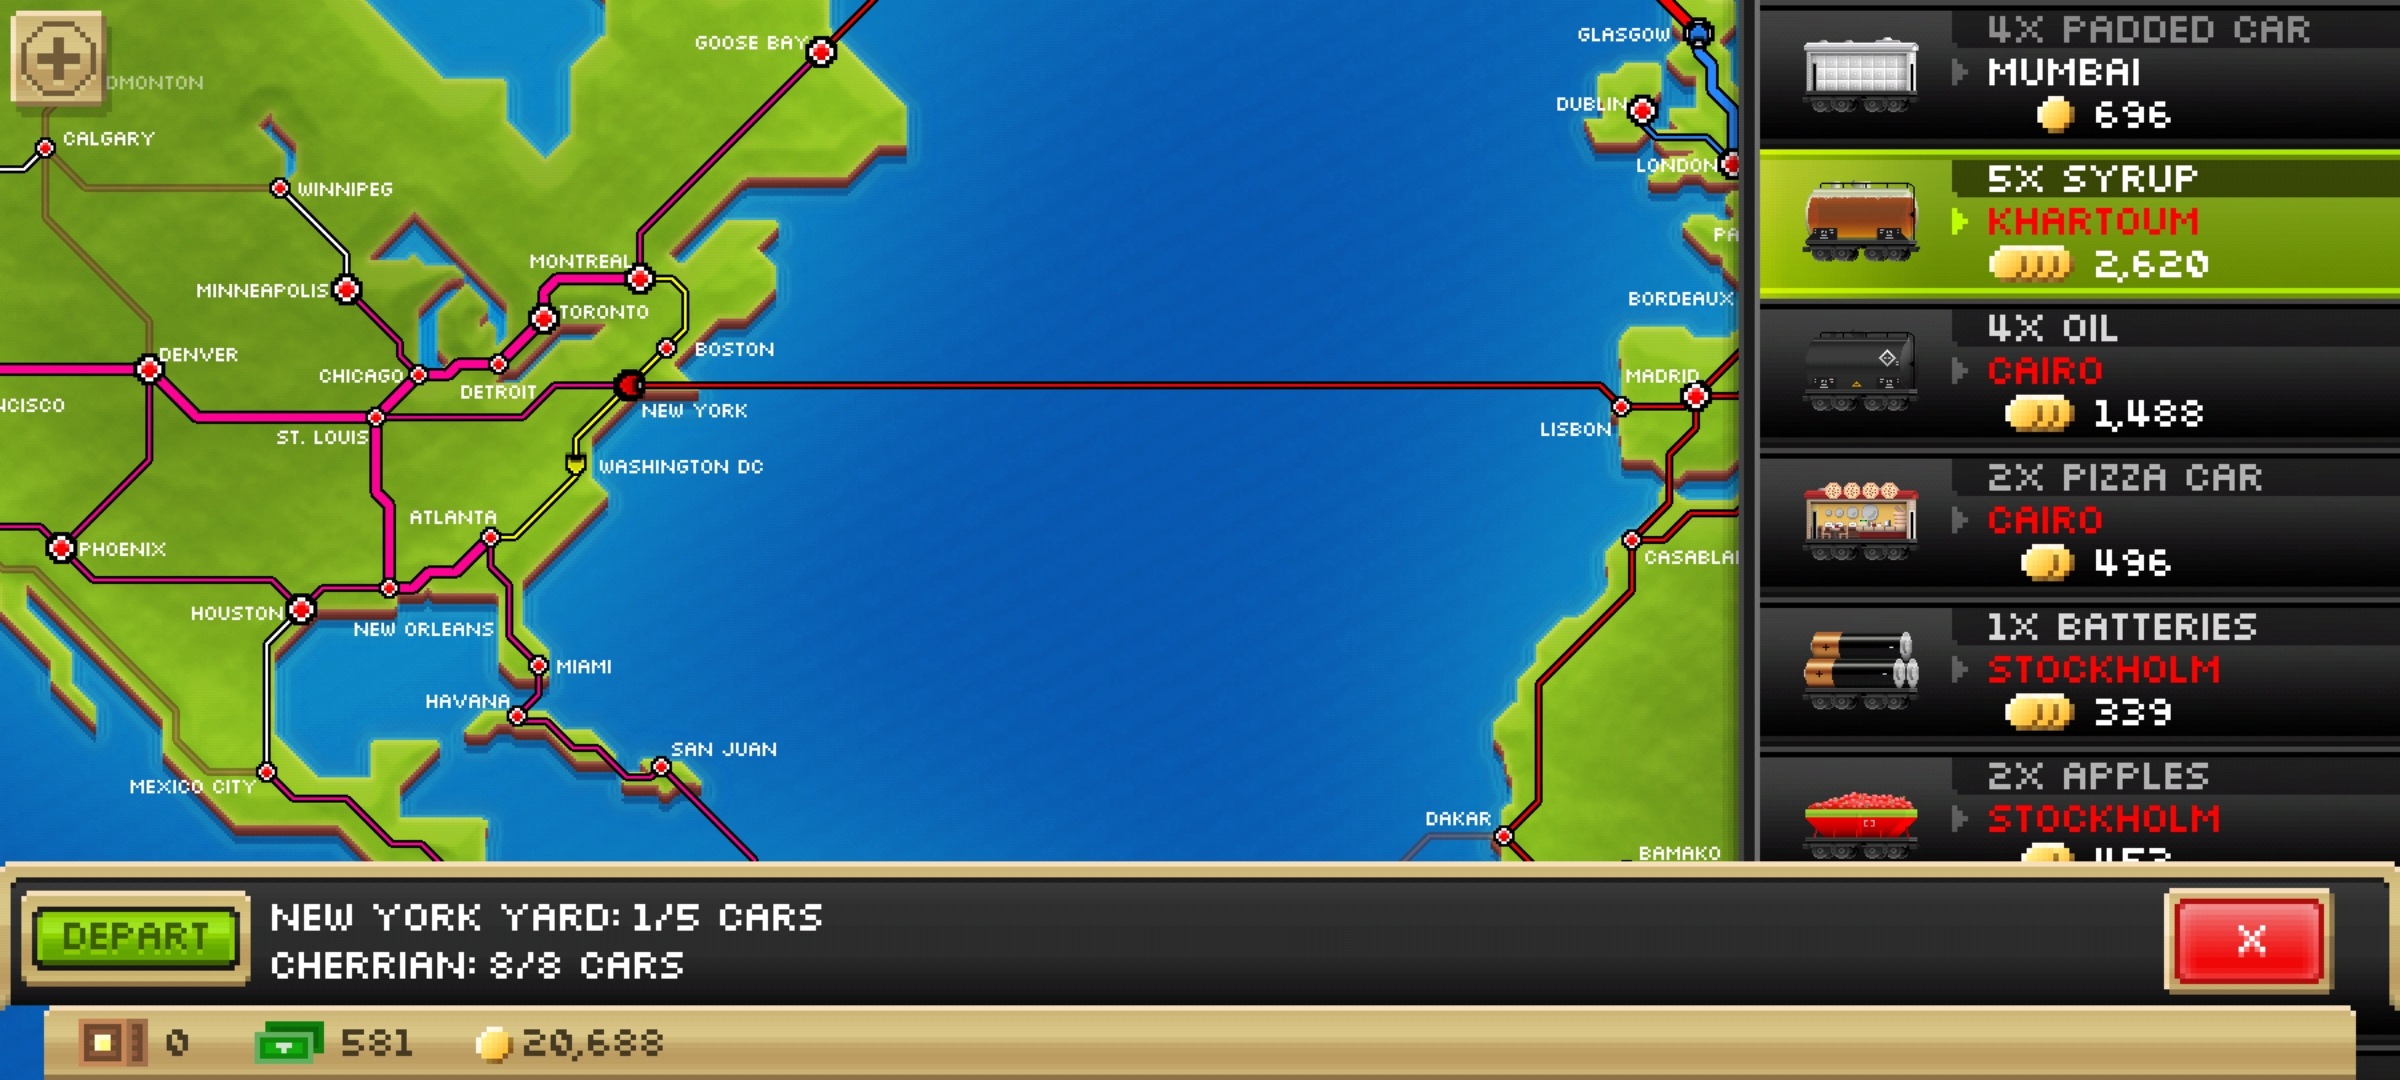 GOOSE BAY
GLASGOW
DMONTON
DUBLIN
CALGARY
LONDON
WINNIPEG
PA
MONTREAL
MINNEAPOLIS
BORDEAUX
TORONTO
DENVER
BOSTON
CHICAGO
MADRID
DETROIT
NCISCO
NEW YORK
ST. LOUIS
LISBON
WASHINGTON DC
ATLANTA
PHOENIX
CASABLA
HOUSTON
NEW ORLEANS
MIAMI
HAVANA
SAN JUAN
MEXICO CITY
DAKAR
BAMAKO
4X PADDED CAR
MUMBAI
696
5X SYRUP
KHARTOUM
2,620
4X OIL
CAIRO
1,488
2X PIZZA CAR
CAIRO
496
1X BATTERIES
STOCKHOLM
339
2X APPLES
STOCKHOLM
DEPART
NEW YORK YARD: 1/5 CARS
CHERRIAN: 8/8 CARS
X
0
581
20,688